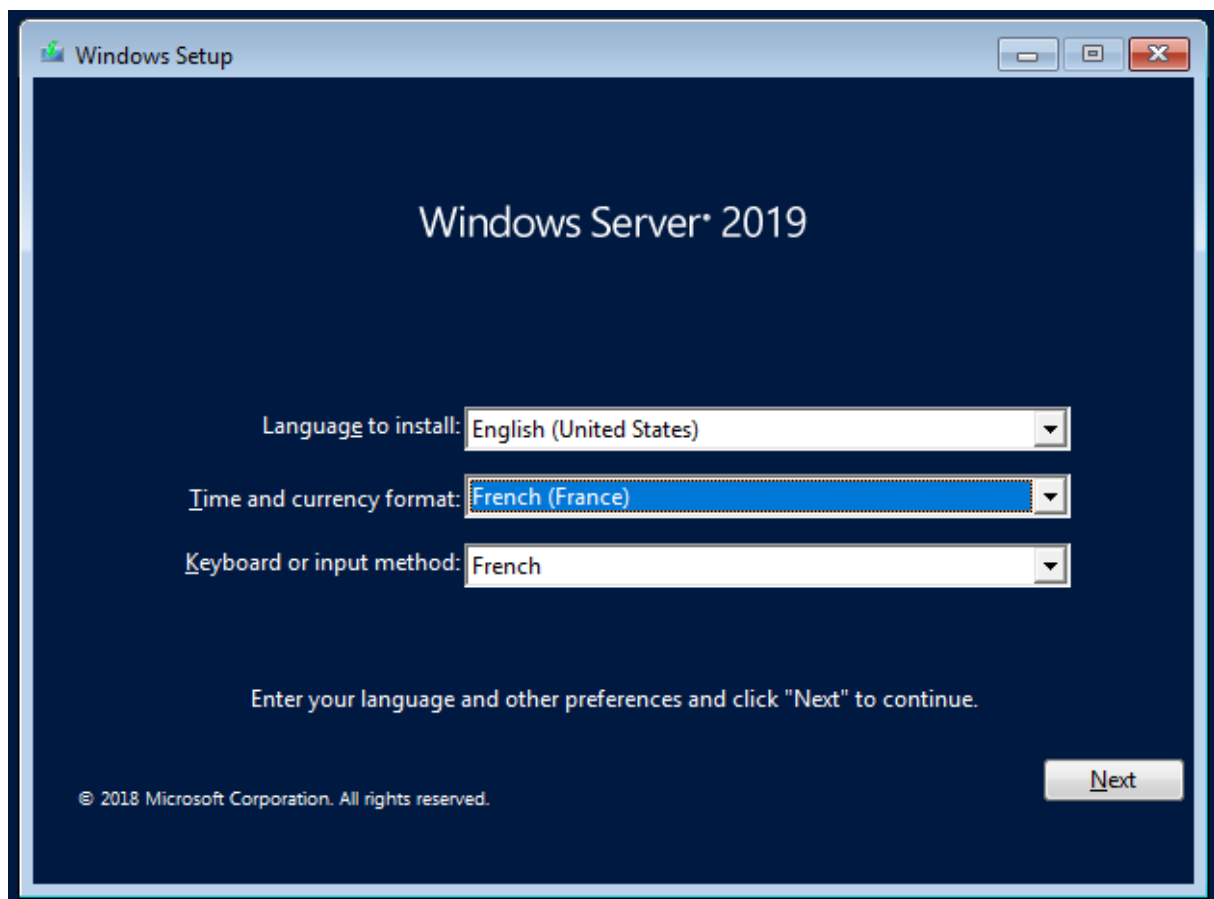 Windows Setup
Windows Server® 2019
Language to install: English (United States)
Time and currency format: French (France)
Keyboard or input method: French
Enter your language and other preferences and click "Next" to continue.
Next
© 2018 Microsoft Corporation. All rights reserved.